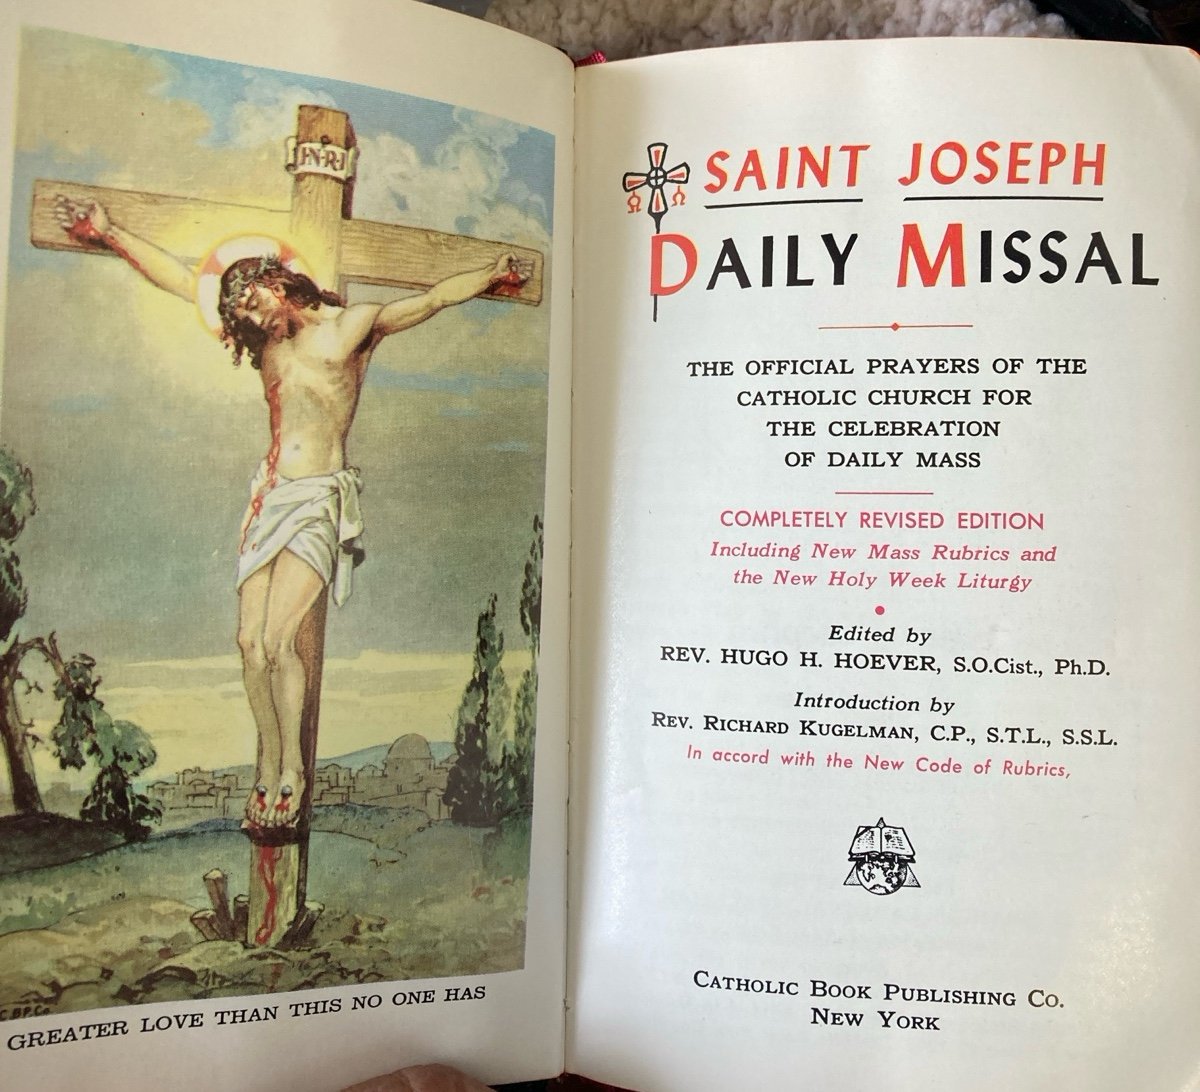 I·N·R·I
C.B.P.Co.
GREATER LOVE THAN THIS NO ONE HAS
SAINT JOSEPH
DAILY MISSAL
THE OFFICIAL PRAYERS OF THE
CATHOLIC CHURCH FOR
THE CELEBRATION
OF DAILY MASS
COMPLETELY REVISED EDITION
Including New Mass Rubrics and
the New Holy Week Liturgy
Edited by
REV. HUGO H. HOEVER, S.O.Cist., Ph.D.
Introduction by
REV. RICHARD KUGELMAN, C.P., S.T.L., S.S.L.
In accord with the New Code of Rubrics,
CATHOLIC BOOK PUBLISHING CO.
NEW YORK